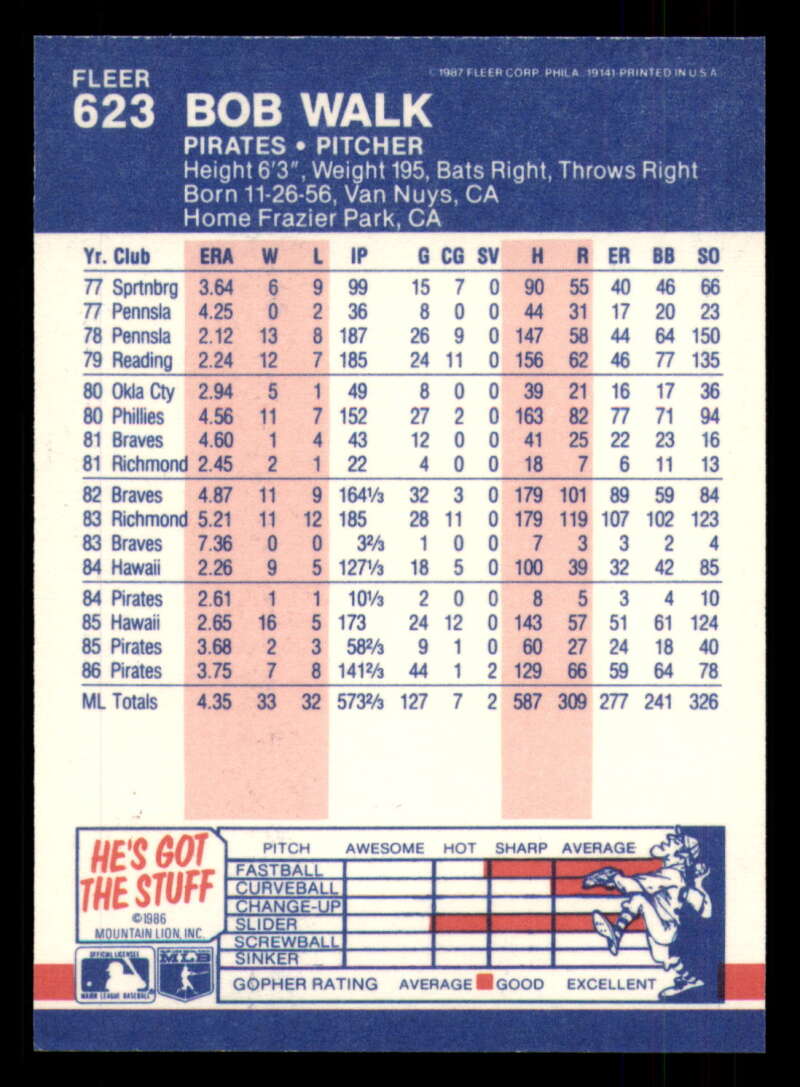 FLEER
©1987 FLEER CORP. PHILA. 19141-PRINTED IN U.S.A.
623 BOB WALK
PIRATES • PITCHER
Height 6'3", Weight 195, Bats Right, Throws Right
Born 11-26-56, Van Nuys, CA
Home Frazier Park, CA
Yr. Club ERA W L IP G CG SV H R ER BB SO
77 Sprtnbrg 3.64 6 9 99 15 7 0 90 55 40 46 66
77 Pennsla 4.25 0 2 36 8 0 0 44 31 17 20 23
78 Pennsla 2.12 13 8 187 26 9 0 147 58 44 64 150
79 Reading 2.24 12 7 185 24 11 0 156 62 46 77 135
80 Okla Cty 2.94 5 1 49 8 0 0 39 21 16 17 36
80 Phillies 4.56 11 7 152 27 2 0 163 82 77 71 94
81 Braves 4.60 1 4 43 12 0 0 41 25 22 23 16
81 Richmond 2.45 2 1 22 4 0 0 18 7 6 11 13
82 Braves 4.87 11 9 164⅓ 32 3 0 179 101 89 59 84
83 Richmond 5.21 11 12 185 28 11 0 179 119 107 102 123
83 Braves 7.36 0 0 3⅔ 1 0 0 7 3 3 2 4
84 Hawaii 2.26 9 5 127⅓ 18 5 0 100 39 32 42 85
84 Pirates 2.61 1 1 10⅓ 2 0 0 8 5 3 4 10
85 Hawaii 2.65 16 5 173 24 12 0 143 57 51 61 124
85 Pirates 3.68 2 3 58⅔ 9 1 0 60 27 24 18 40
86 Pirates 3.75 7 8 141⅔ 44 1 2 129 66 59 64 78
ML Totals 4.35 33 32 573⅔ 127 7 2 587 309 277 241 326
HE'S GOT
THE STUFF
©1986
MOUNTAIN LION, INC.
PITCH AWESOME HOT SHARP AVERAGE
FASTBALL
CURVEBALL
CHANGE-UP
SLIDER
SCREWBALL
SINKER
GOPHER RATING AVERAGE GOOD EXCELLENT
OFFICIAL LICENSEE
MAJOR LEAGUE BASEBALL
MLB